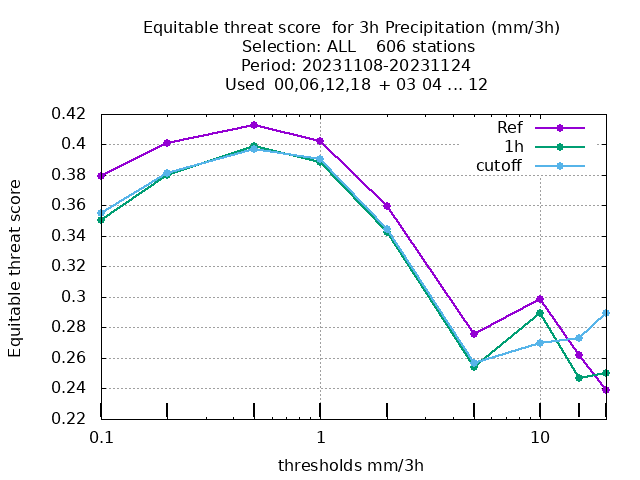 Equitable threat score  for 3h Precipitation (mm/3h)
Selection: ALL    606 stations
Period: 20231108-20231124
Used  00,06,12,18  + 03 04 ... 12
Ref
1h
cutoff
0.42
0.4
0.38
0.36
0.34
0.32
0.3
0.28
0.26
0.24
0.22
Equitable threat score
0.1
1
10
thresholds mm/3h